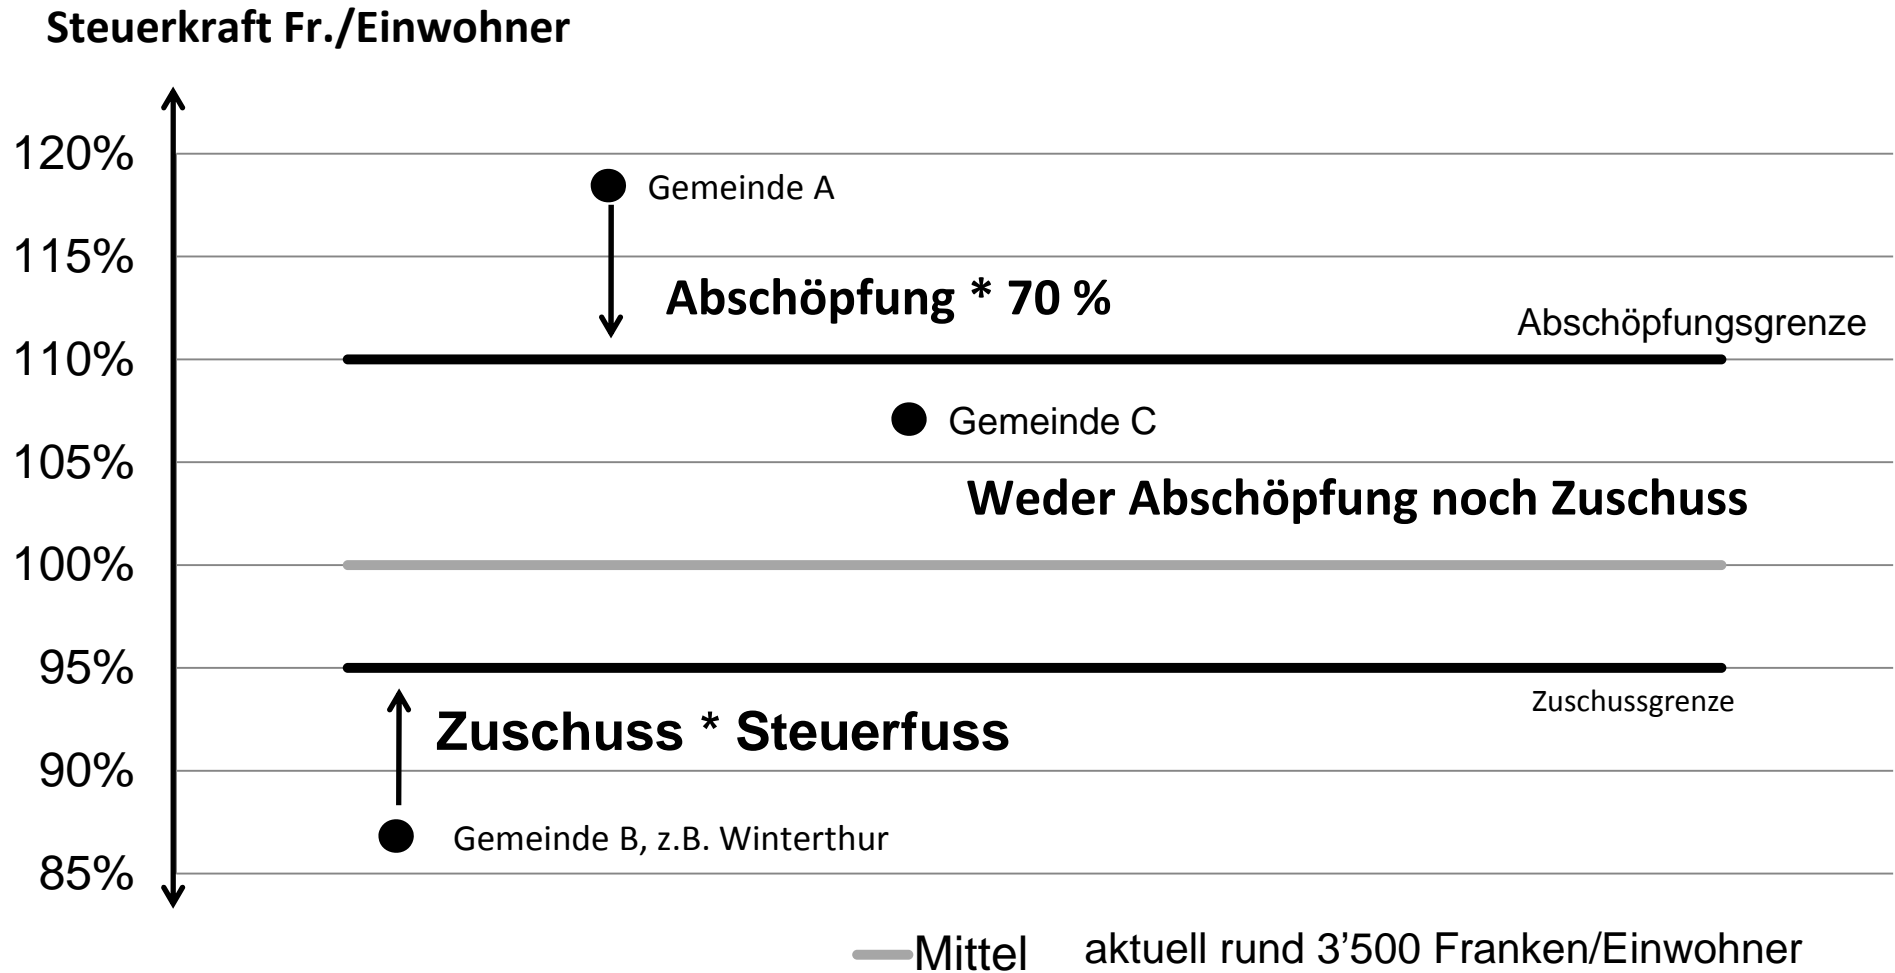 Steuerkraft Fr./Einwohner
120%
Gemeinde A
115%
Abschöpfung * 70 %
Abschöpfungsgrenze
110%
Gemeinde C
105%
Weder Abschöpfung noch Zuschuss
100%
95%
Zuschussgrenze
Zuschuss * Steuerfuss
90%
Gemeinde B, z.B. Winterthur
85%
Mittel aktuell rund 3’500 Franken/Einwohner